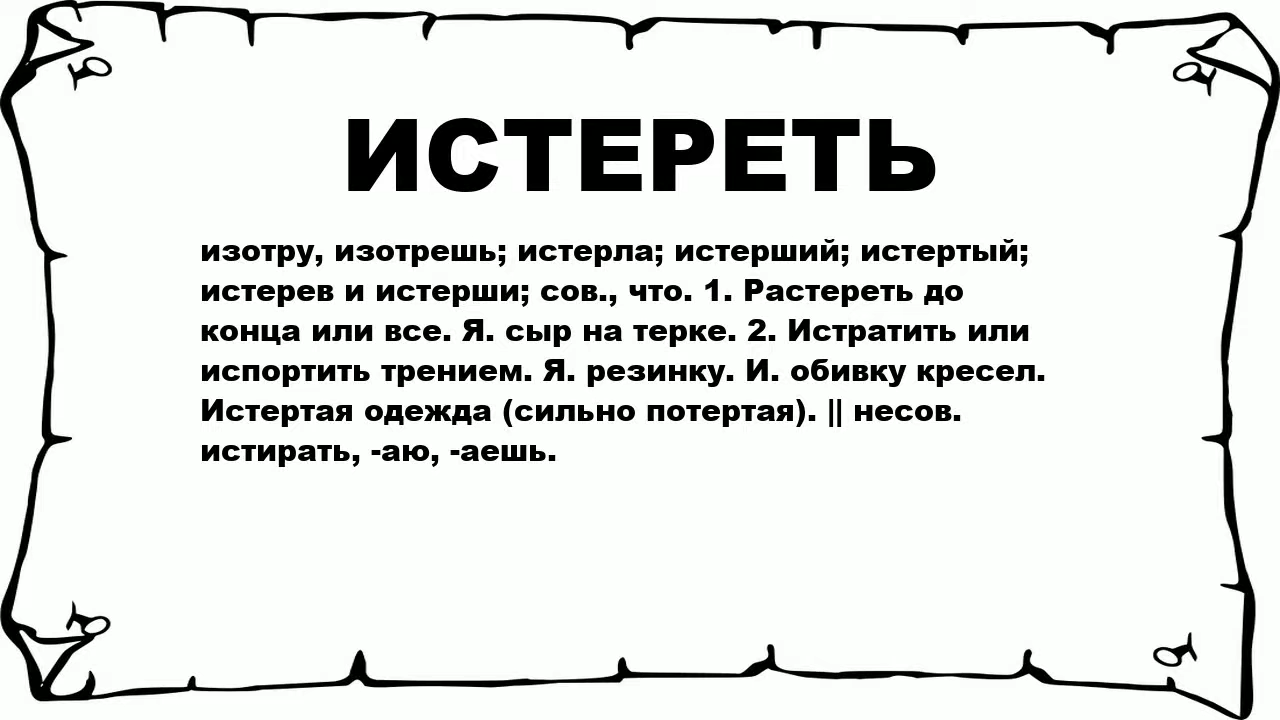 ИСТЕРЕТЬ
изотру, изотрешь; истерла; истерший; истертый;
истерев и истерши; сов., что. 1. Растереть до
конца или все. Я. сыр на терке. 2. Истратить или
испортить трением. Я. резинку. И. обивку кресел.
Истертая одежда (сильно потертая). || несов.
истирать, -аю, -аешь.